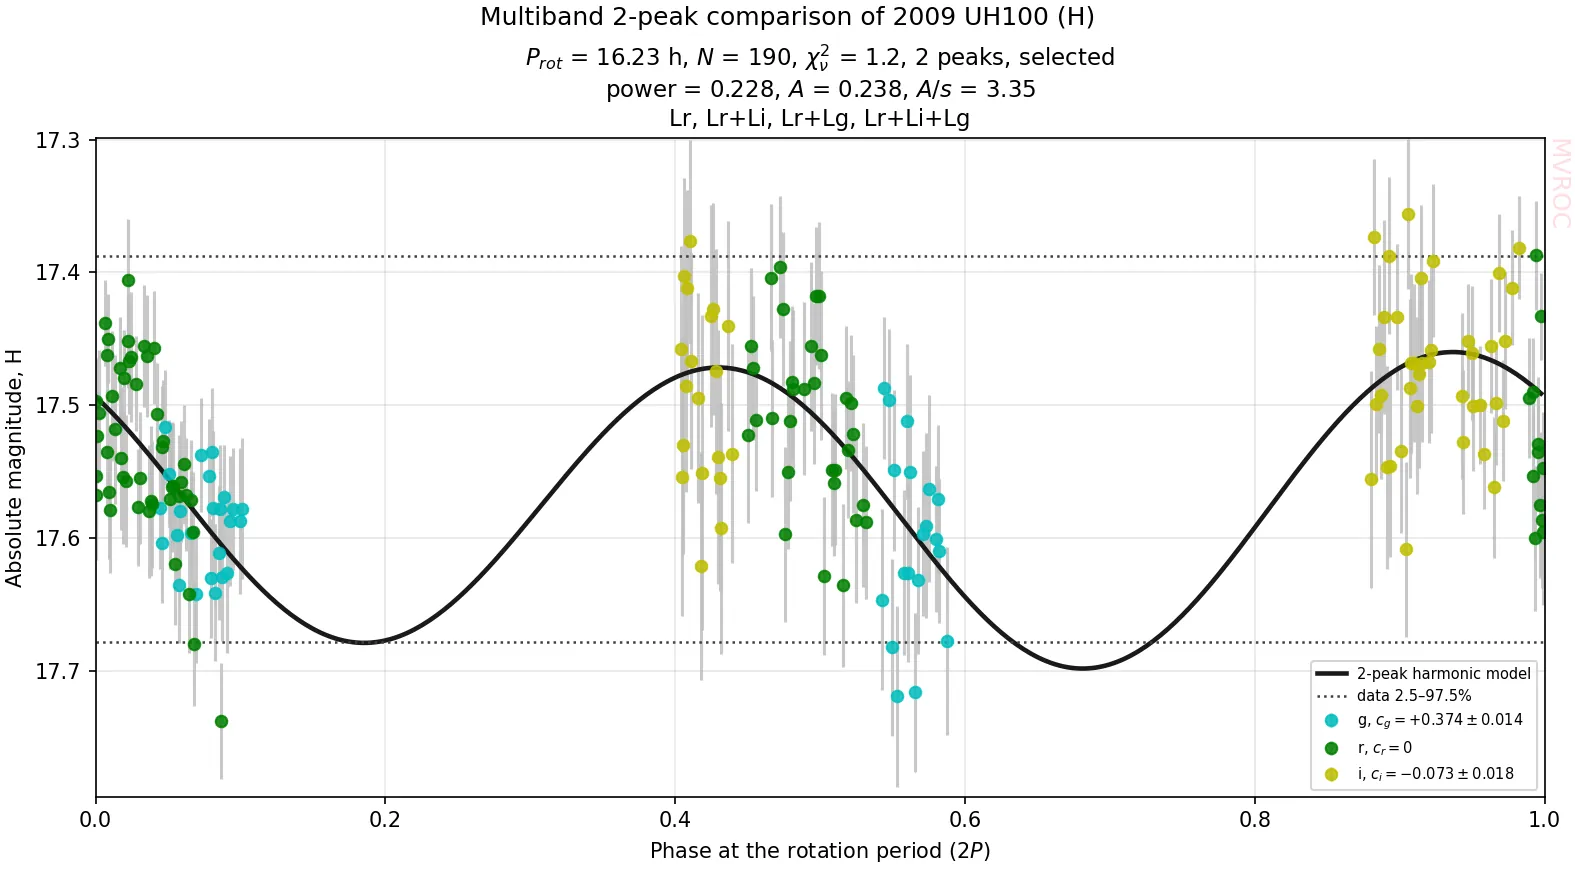 Multiband 2-peak comparison of 2009 UH100 (H)
P_rot = 16.23 h, N = 190, χ²_ν = 1.2, 2 peaks, selected
power = 0.228, A = 0.238, A/s = 3.35
Lr, Lr+Li, Lr+Lg, Lr+Li+Lg
MVROC
Absolute magnitude, H
17.3
17.4
17.5
17.6
17.7
2-peak harmonic model
data 2.5–97.5%
g, c_g = +0.374 ± 0.014
r, c_r = 0
i, c_i = −0.073 ± 0.018
0.0 0.2 0.4 0.6 0.8 1.0
Phase at the rotation period (2P)